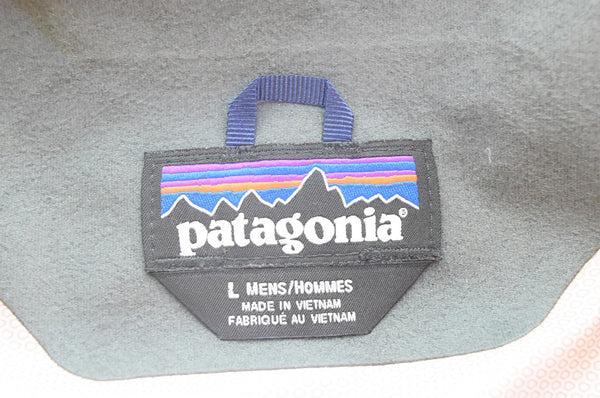 patagonia®
L MENS/HOMMES
MADE IN VIETNAM
FABRIQUÉ AU VIETNAM